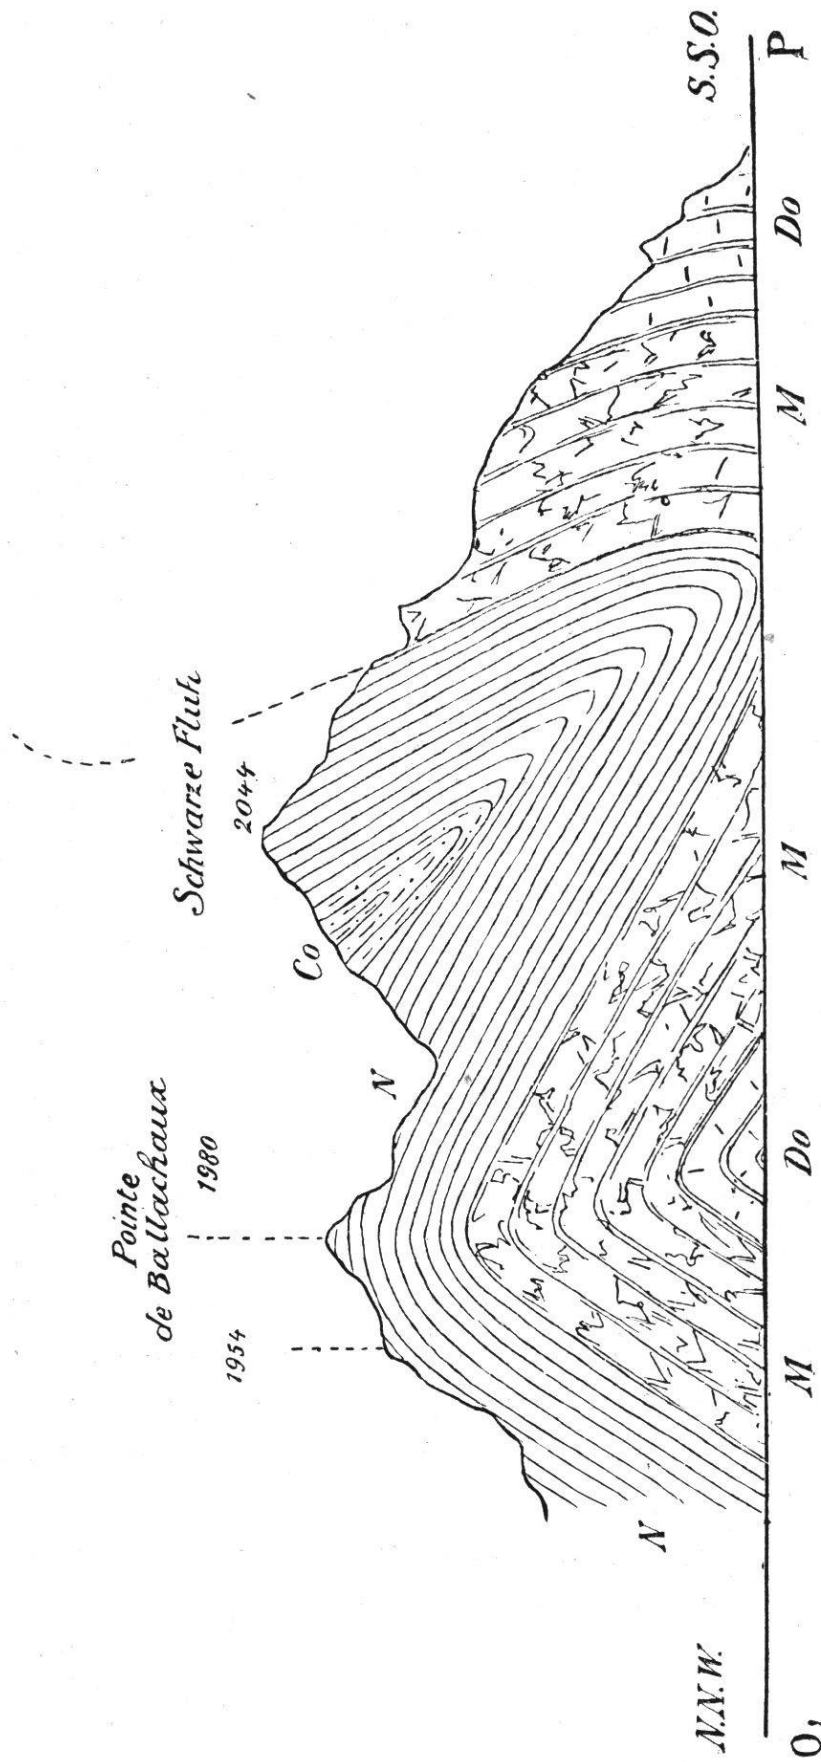 Pointe
de Ballachaux
1980
1954
Schwarze Fluh
2044
Co
N
N
N.N.W.
S.S.O.
O,
M
Do
M
M
Do
P